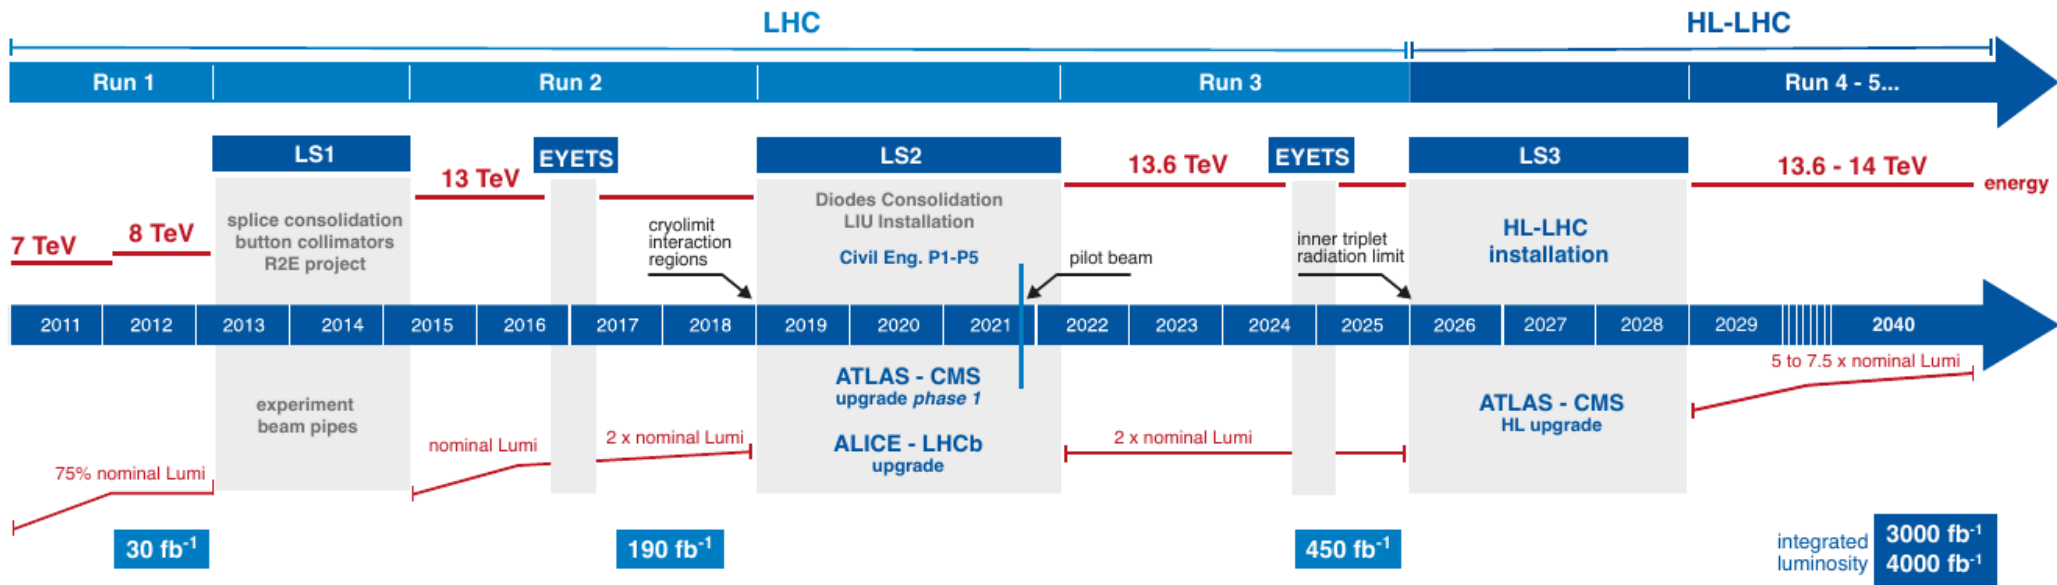 LHC
HL-LHC
Run 1
Run 2
Run 3
Run 4 - 5...
LS1
EYETS
LS2
EYETS
LS3
7 TeV
8 TeV
13 TeV
13.6 TeV
13.6 - 14 TeV
energy
splice consolidation
button collimators
R2E project
cryolimit
interaction
regions
Diodes Consolidation
LIU Installation
Civil Eng. P1-P5
pilot beam
inner triplet
radiation limit
HL-LHC
installation
2011 2012 2013 2014 2015 2016 2017 2018 2019 2020 2021 2022 2023 2024 2025 2026 2027 2028 2029 2040
experiment
beam pipes
75% nominal Lumi
nominal Lumi
2 x nominal Lumi
ATLAS - CMS
upgrade phase 1
ALICE - LHCb
upgrade
2 x nominal Lumi
ATLAS - CMS
HL upgrade
5 to 7.5 x nominal Lumi
30 fb⁻¹
190 fb⁻¹
450 fb⁻¹
integrated
luminosity
3000 fb⁻¹
4000 fb⁻¹